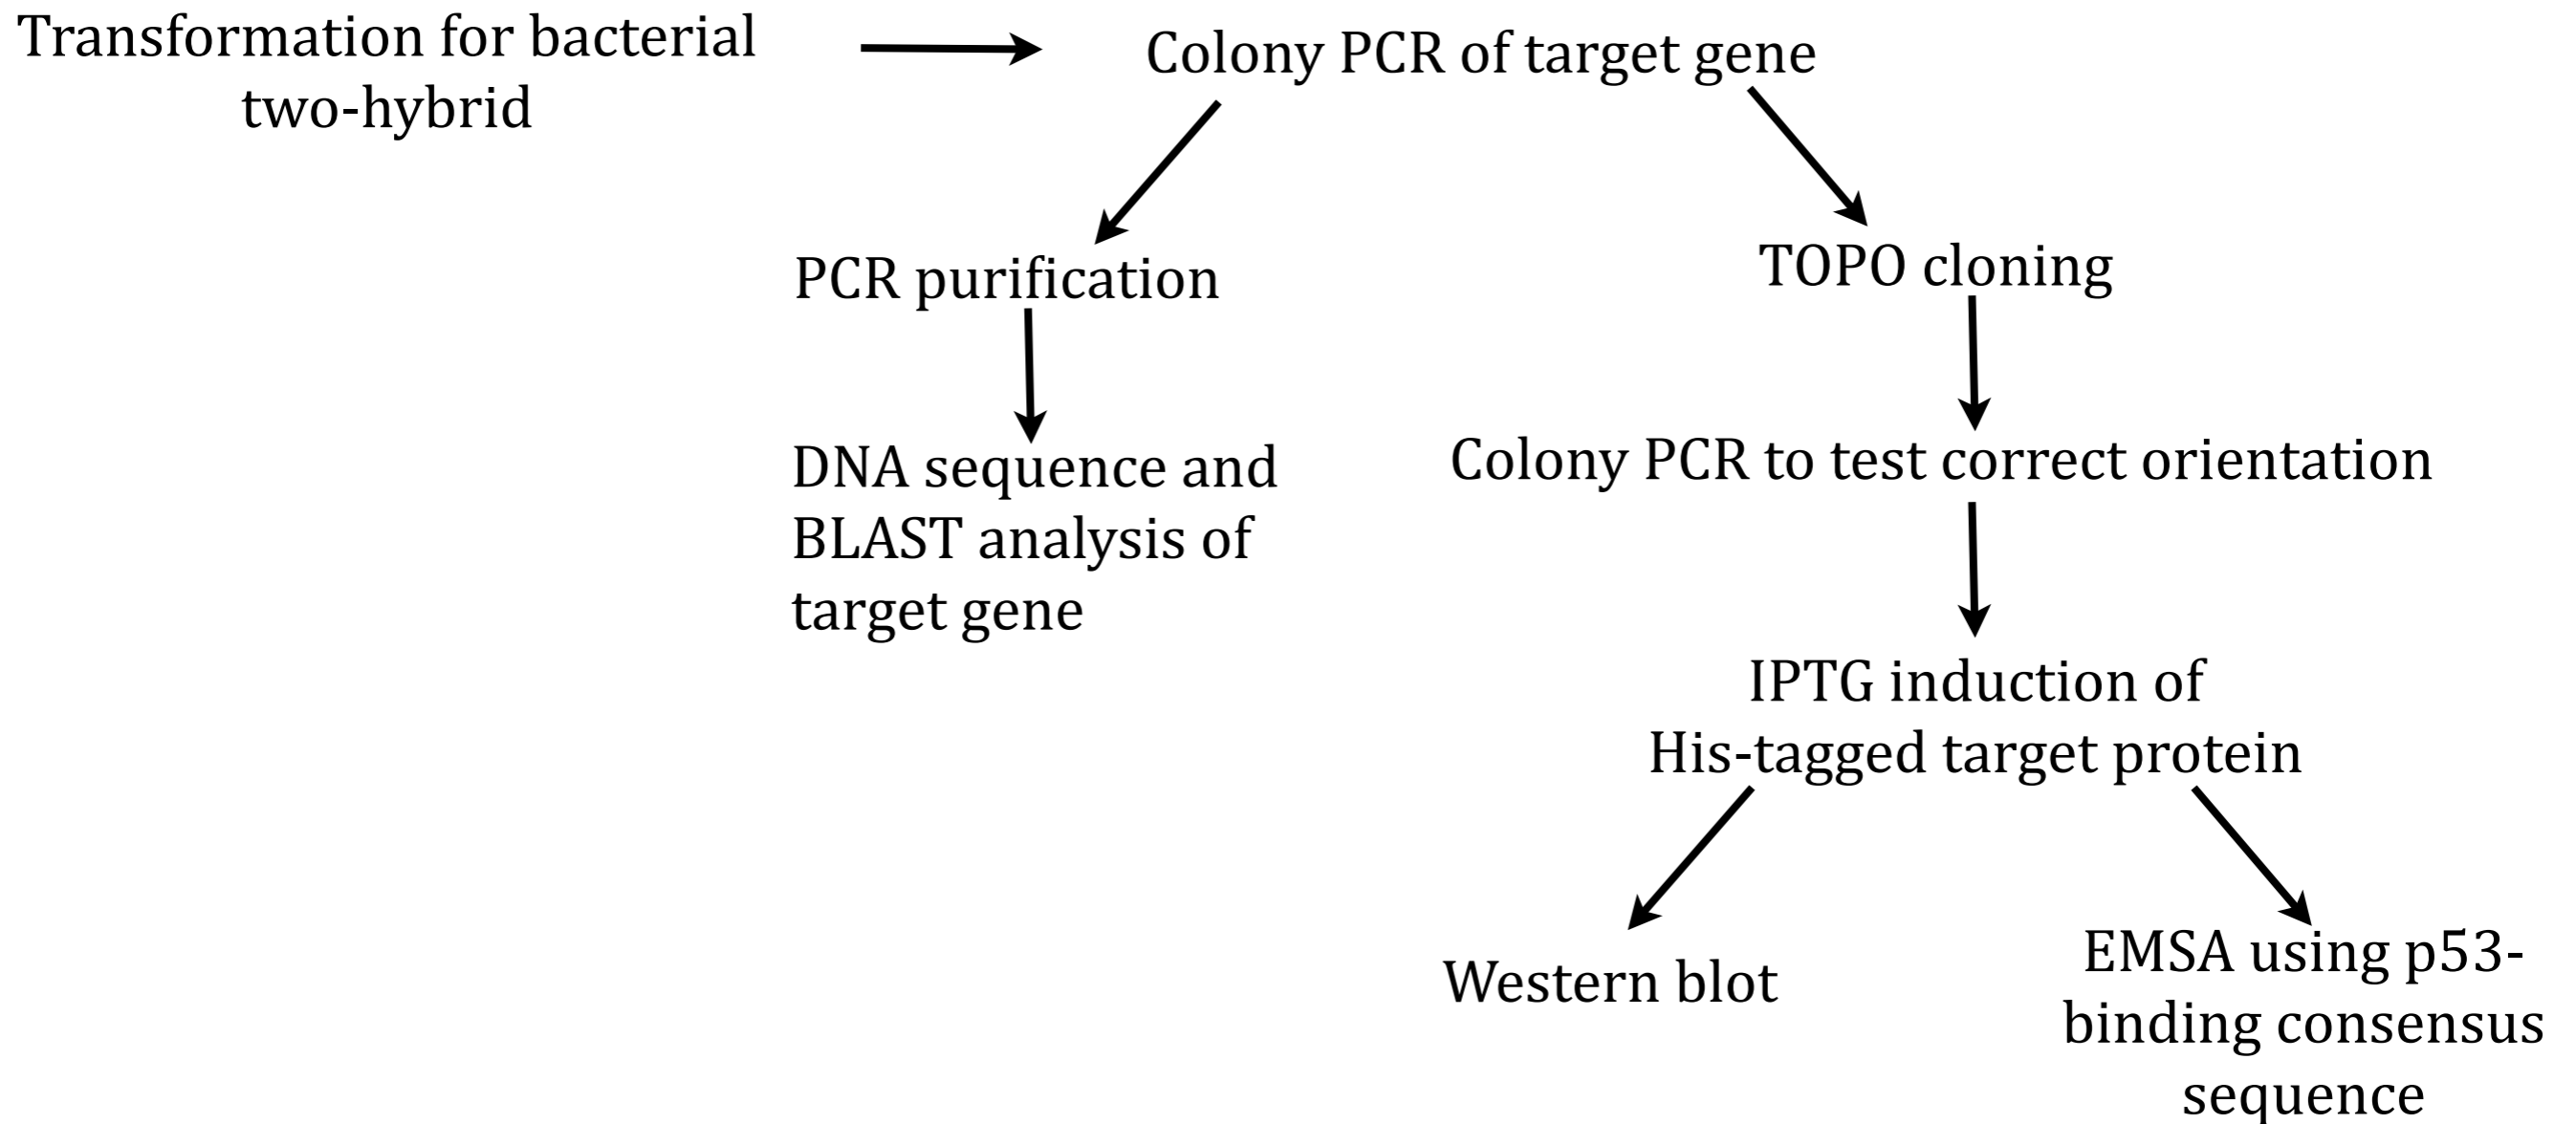 Transformation for bacterial
two-hybrid
Colony PCR of target gene
PCR purification
TOPO cloning
DNA sequence and
BLAST analysis of
target gene
Colony PCR to test correct orientation
IPTG induction of
His-tagged target protein
Western blot
EMSA using p53-
binding consensus
sequence